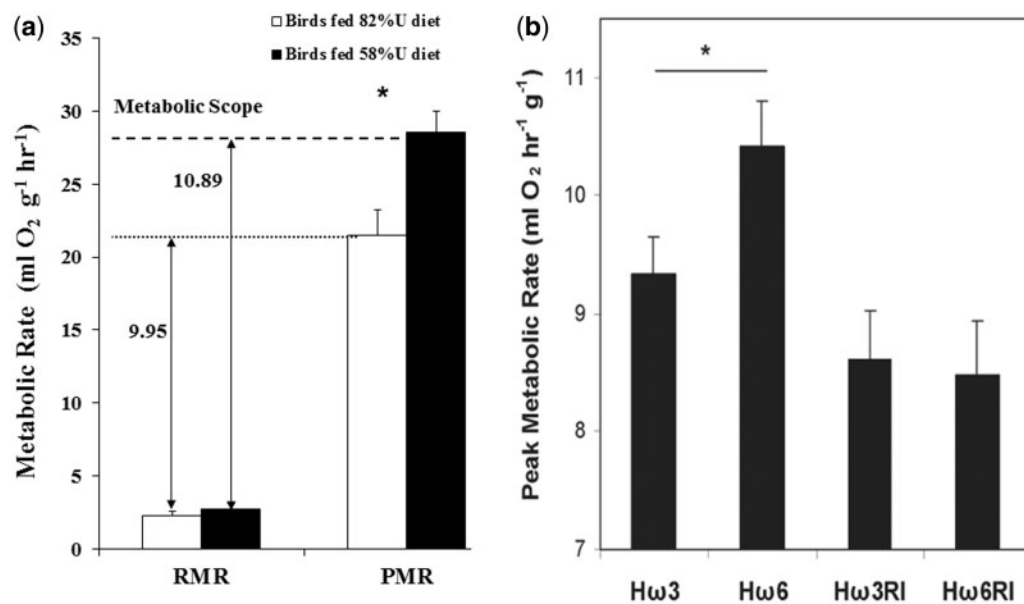 (a)
Birds fed 82%U diet
Birds fed 58%U diet
Metabolic Rate (ml O₂ g⁻¹ hr⁻¹)
35
30
25
20
15
10
5
0
Metabolic Scope
*
10.89
9.95
RMR PMR
(b)
Peak Metabolic Rate (ml O₂ hr⁻¹ g⁻¹)
11
10
9
8
7
*
Hω3 Hω6 Hω3RI Hω6RI